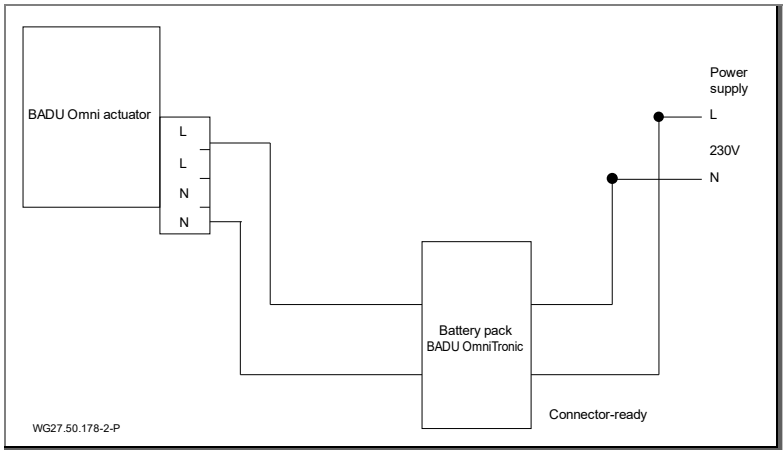 BADU Omni actuator
L
L
N
N
Power
supply
L
230V
N
Battery pack
BADU OmniTronic
Connector-ready
WG27.50.178-2-P